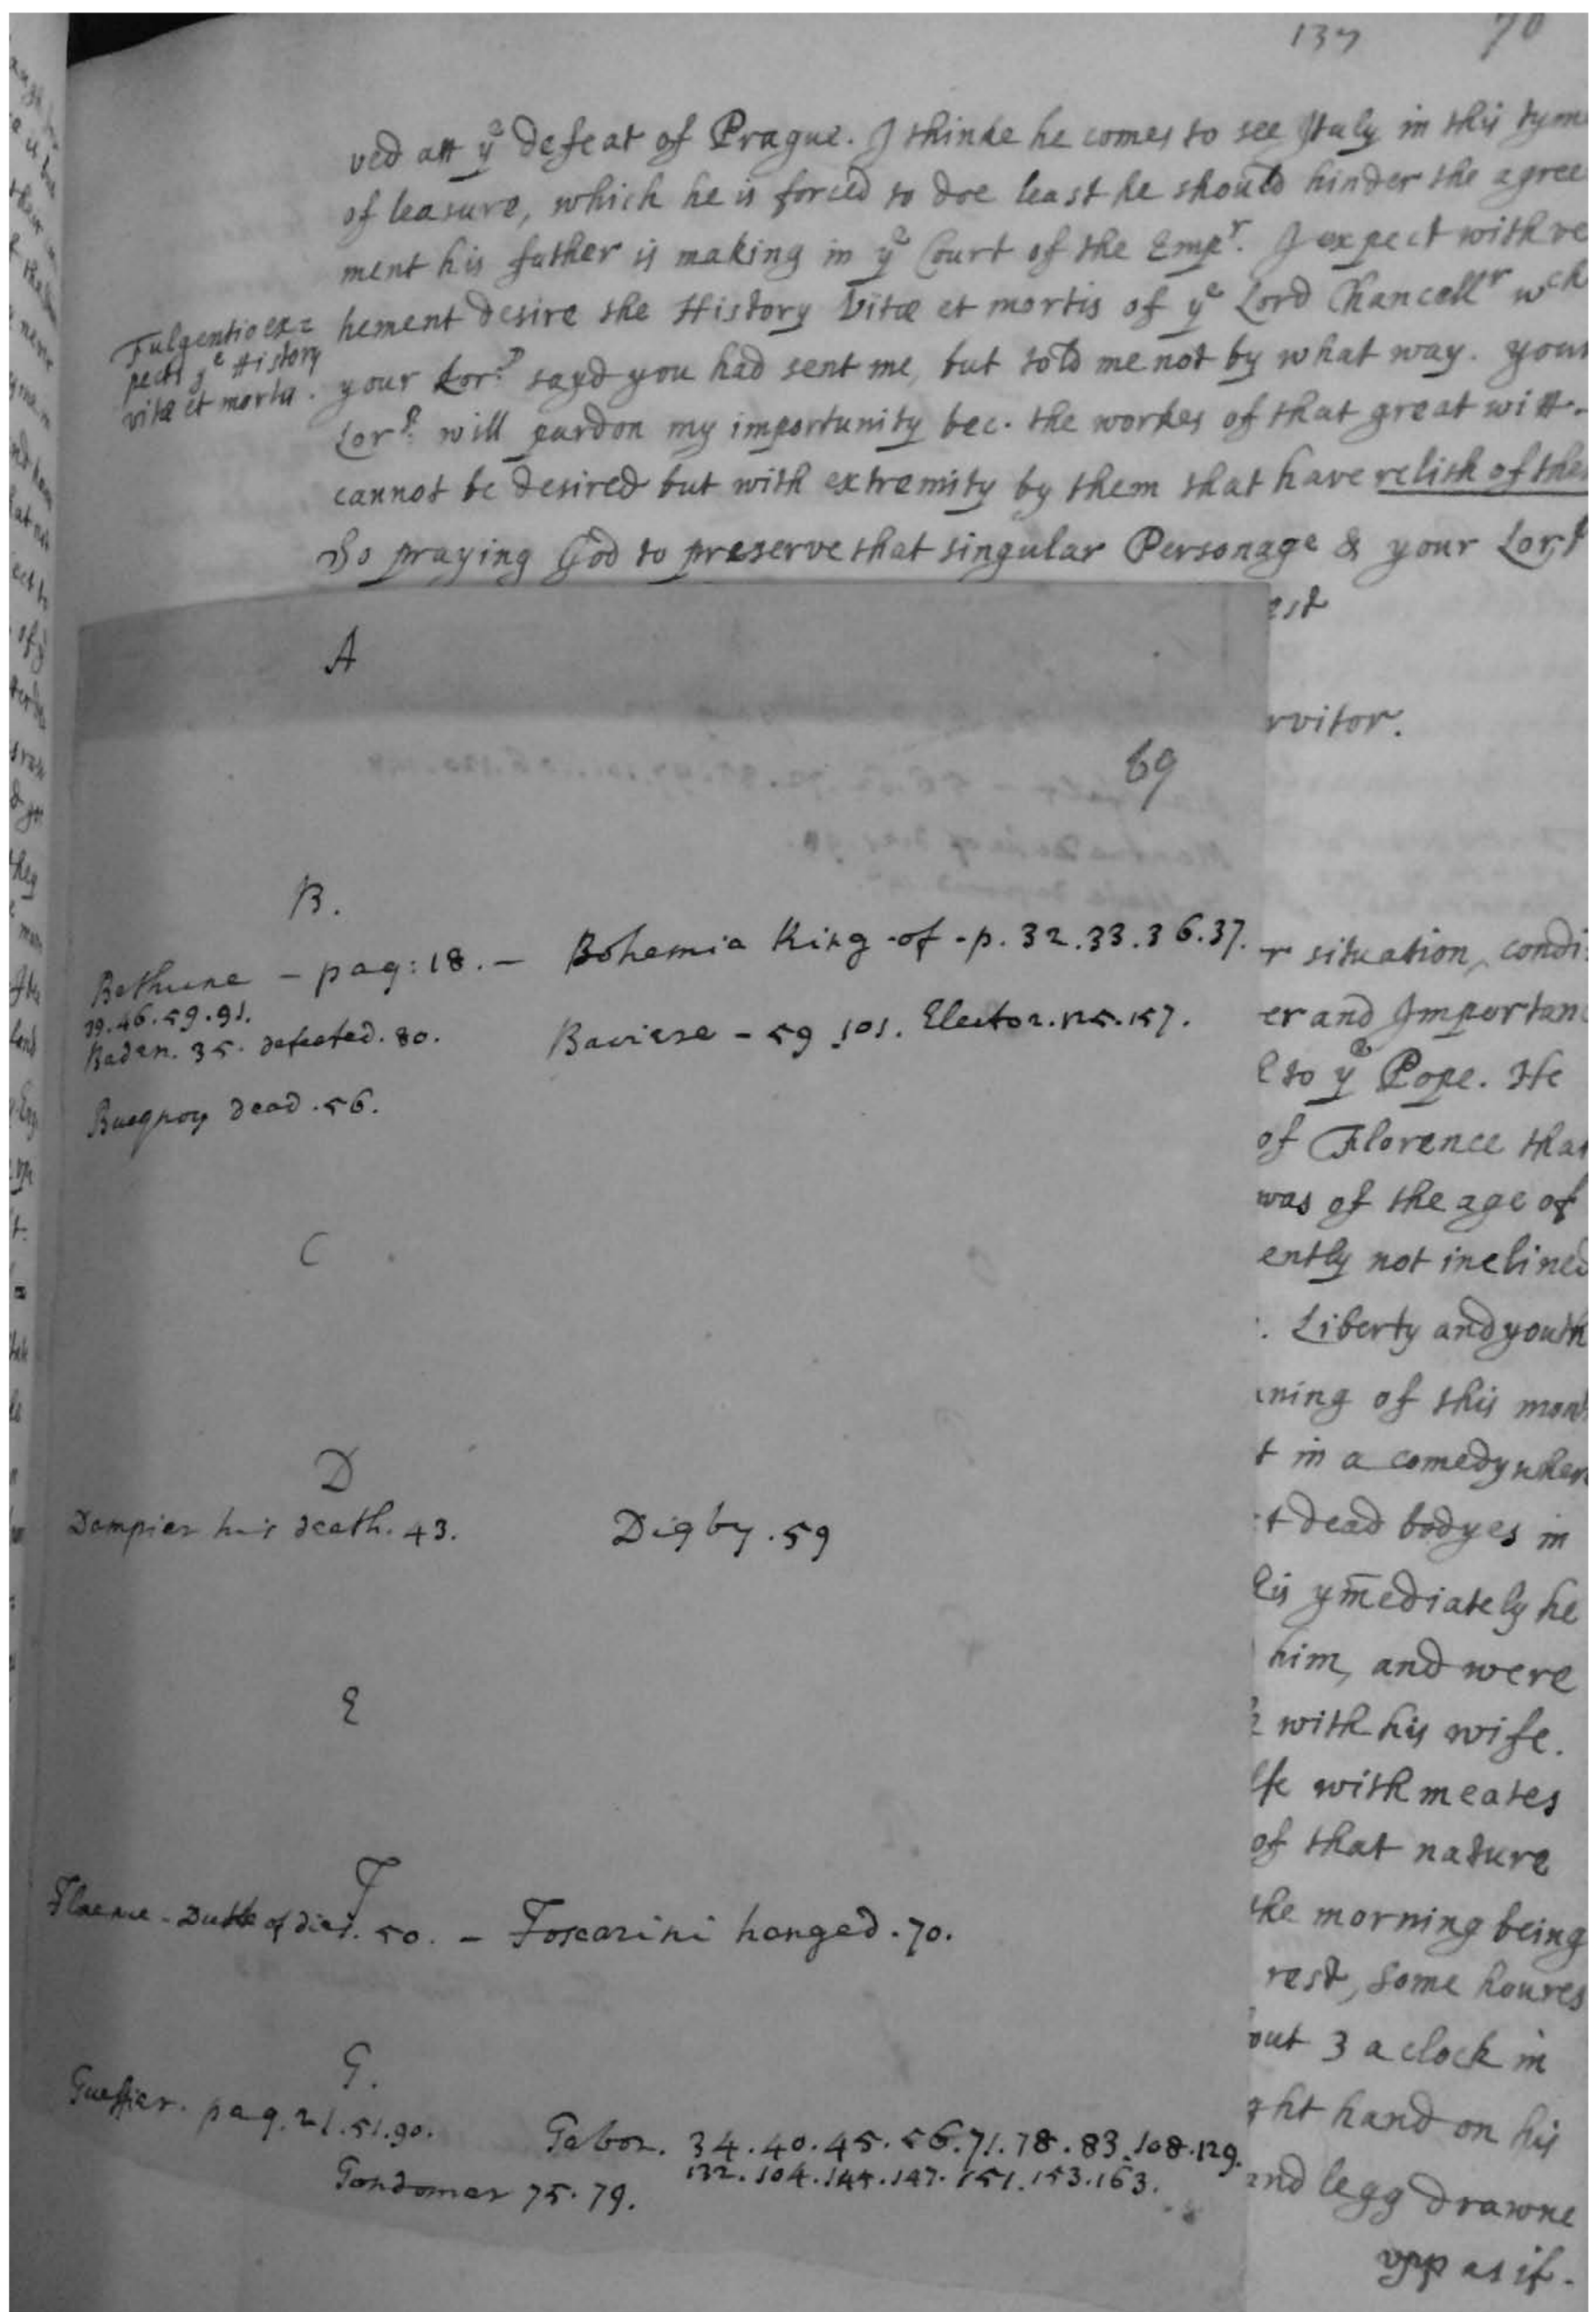 137 70
ved att yͤ defeat of Prague. I thinke he comes to see Italy in this tyme
of leasure, which he is forced to doe least he should hinder the agree
ment his father is making in yͤ Court of the Empʳ. I expect with ve
hement desire the History Vitæ et mortis of yͤ Lord Chancellʳ wᶜʰ
your Lorᵖ sayd you had sent me, but told me not by what way. your
Lorᵖ: will pardon my importunity bec. the workes of that great witt.
cannot be desired but with extremity by them that have relish of the
So praying God to preserve that singular Personage & your Lorᵖ
Fulgentio ex=
pects yͤ History
vitæ et mortis.
est
rvitor.
A
69
B.
Bethune - pag: 18. -
39. 46. 59. 91.
Baden. 35. defeated. 80.
Bucquoy dead. 56.
Bohemia King of - p. 32. 33. 36. 37.
Baviere - 59. 101. Elector. 125. 157.
C
D
Dampier his death. 43.
Digby. 59
E
F
Florence - Duke of dies. 50. - Foscarini hanged. 70.
G.
Gueffier. pag. 21. 51. 90.
Gabor. 34. 40. 45. 56. 71. 78. 83. 108. 129.
132. 104. 144. 147. 151. 153. 163.
Gondomar 75. 79.
r situation, condi
er and Importan
to yͤ Pope. He
of Florence that
was of the age of
ently not inclined
. Liberty and youth
ning of this mon
t in a comedy wher
dead bodyes in
is ym̄ediately he
him, and were
with his wife.
lfe with meates
of that nature
the morning being
rest, some houres
out 3 a clock in
ght hand on his
and legg drawne
vpp as if.